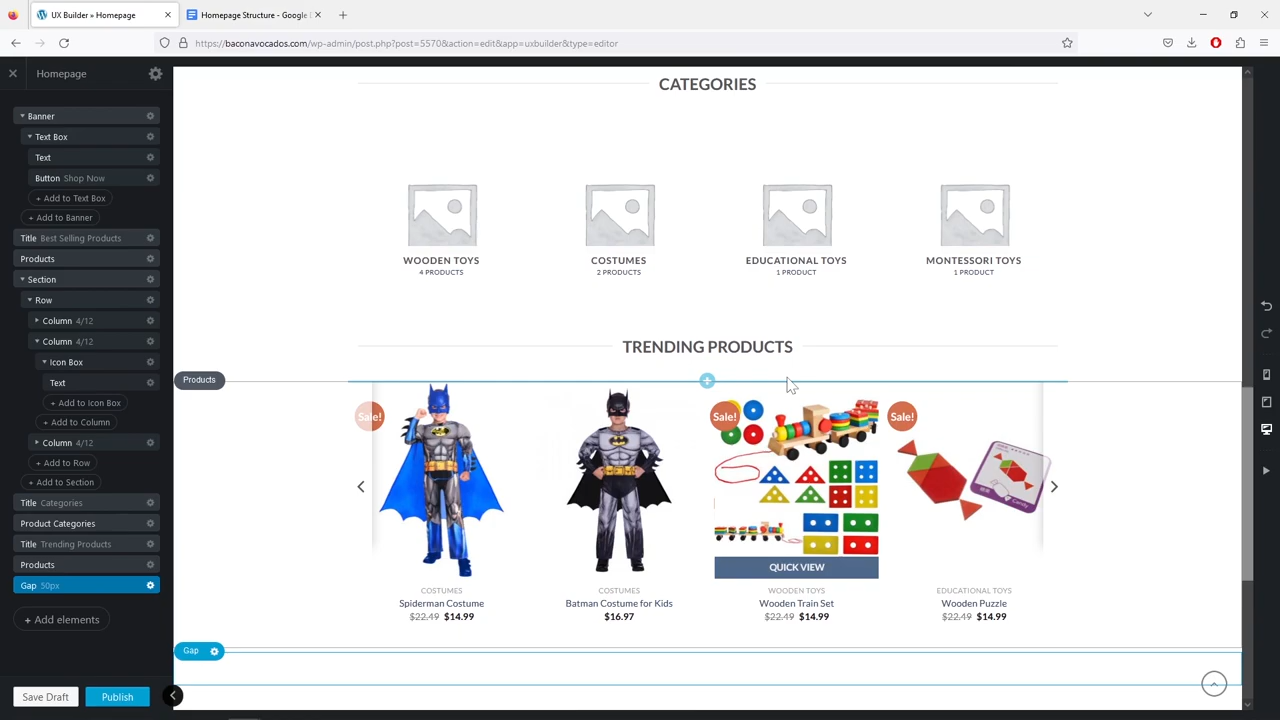 UX Builder + Homepage
Homepage Structure - Google D
https://baconavocados.com/wp-admin/post.php?post=5570&action=edit&app=uxbuilder&type=editor
Homepage
Banner
Text Box
Text
Button Shop Now
+ Add to Text Box
+ Add to Banner
Title Best Selling Products
Products
Section
Row
Column 4/12
Column 4/12
Icon Box
Text
+ Add to Icon Box
+ Add to Column
Column 4/12
+ Add to Row
+ Add to Section
Title Categories
Product Categories
Title Trending Products
Products
Gap 50px
+ Add elements
Save Draft
Publish
CATEGORIES
WOODEN TOYS
4 PRODUCTS
COSTUMES
2 PRODUCTS
EDUCATIONAL TOYS
1 PRODUCT
MONTESSORI TOYS
1 PRODUCT
TRENDING PRODUCTS
Products
Sale!
Sale!
Sale!
QUICK VIEW
COSTUMES
Spiderman Costume
$22.49 $14.99
COSTUMES
Batman Costume for Kids
$16.97
WOODEN TOYS
Wooden Train Set
$22.49 $14.99
EDUCATIONAL TOYS
Wooden Puzzle
$22.49 $14.99
Gap